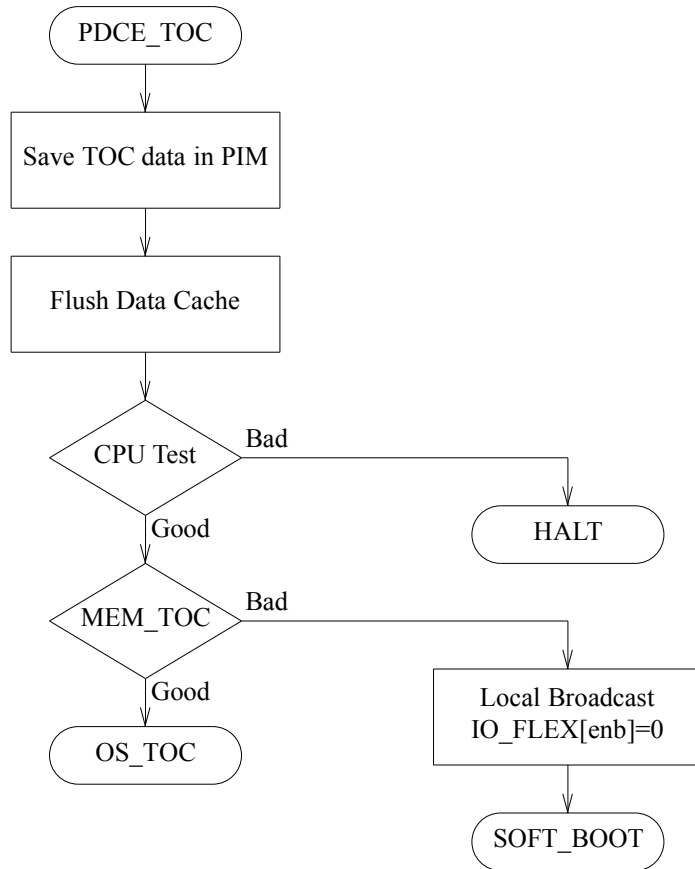 PDCE_TOC
Save TOC data in PIM
Flush Data Cache
CPU Test
Bad
Good
HALT
MEM_TOC
Bad
Good
Local Broadcast
IO_FLEX[enb]=0
OS_TOC
SOFT_BOOT